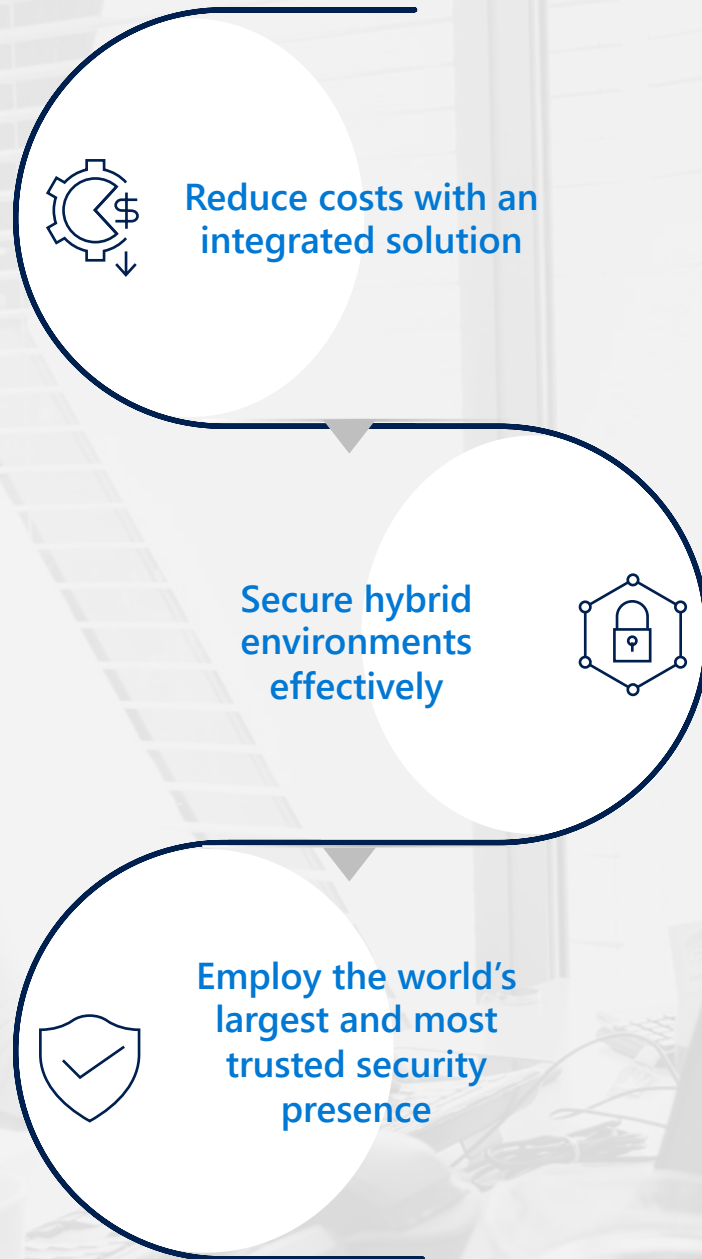 Reduce costs with an
integrated solution
Secure hybrid
environments
effectively
Employ the world’s
largest and most
trusted security
presence